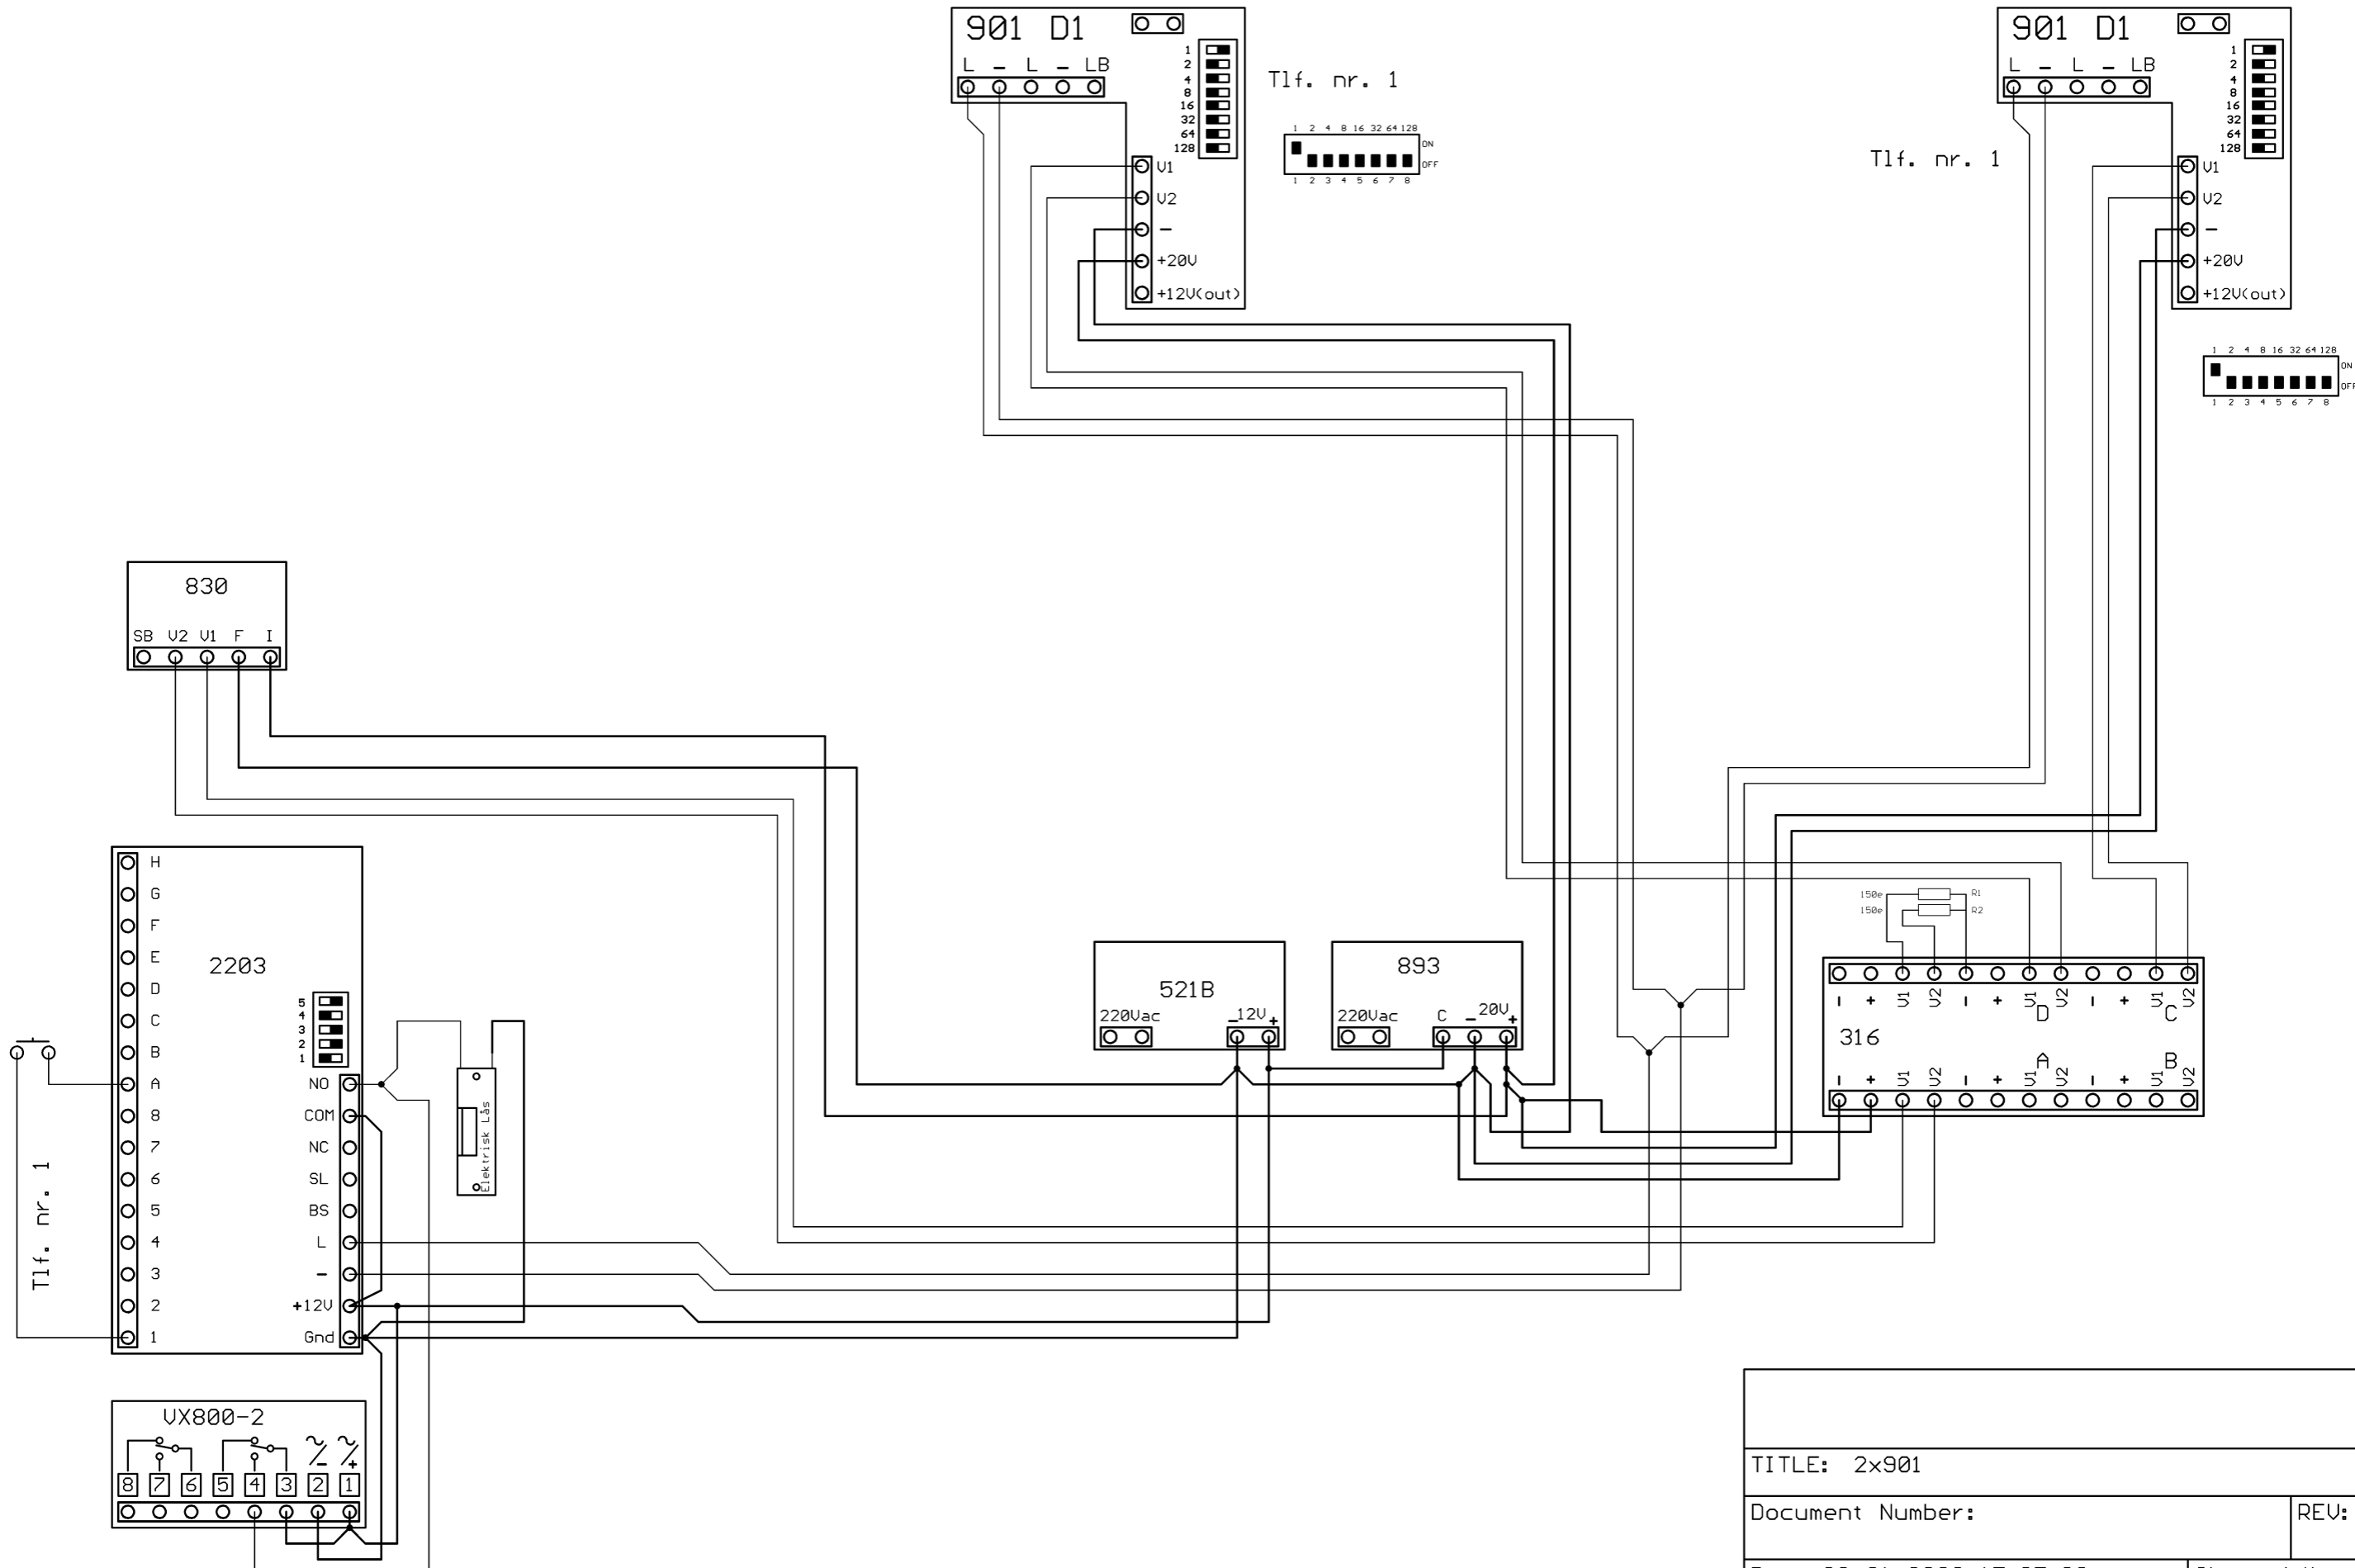 901 D1
L - L - LB
1
2
4
8
16
32
64
128
V1
V2
-
+20V
+12V(out)
Tlf. nr. 1
1 2 4 8 16 32 64 128
ON
OFF
1 2 3 4 5 6 7 8
901 D1
L - L - LB
1
2
4
8
16
32
64
128
V1
V2
-
+20V
+12V(out)
Tlf. nr. 1
1 2 4 8 16 32 64 128
ON
OFF
1 2 3 4 5 6 7 8
830
SB V2 V1 F I
2203
H
G
F
E
D
C
B
A
8
7
6
5
4
3
2
1
5
4
3
2
1
NO
COM
NC
SL
BS
L
-
+12V
Gnd
Tlf. nr. 1
Elektrisk Lås
521B
220Vac
- 12V +
893
220Vac
C - 20V +
150e R1
150e R2
- + V1 V2 - + V1 V2 - + V1 V2
D C
316
A B
- + V1 V2 - + V1 V2 - + V1 V2
VX800-2
~/- ~/+
8 7 6 5 4 3 2 1
TITLE: 2x901
Document Number:
REV: